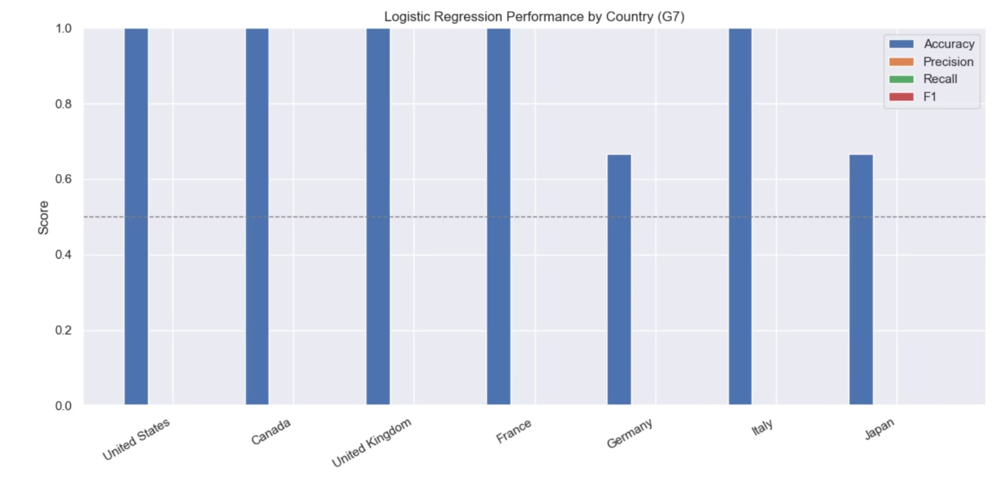 Logistic Regression Performance by Country (G7)
1.0
0.8
0.6
0.4
0.2
0.0
Score
Accuracy
Precision
Recall
F1
United States
Canada
United Kingdom
France
Germany
Italy
Japan